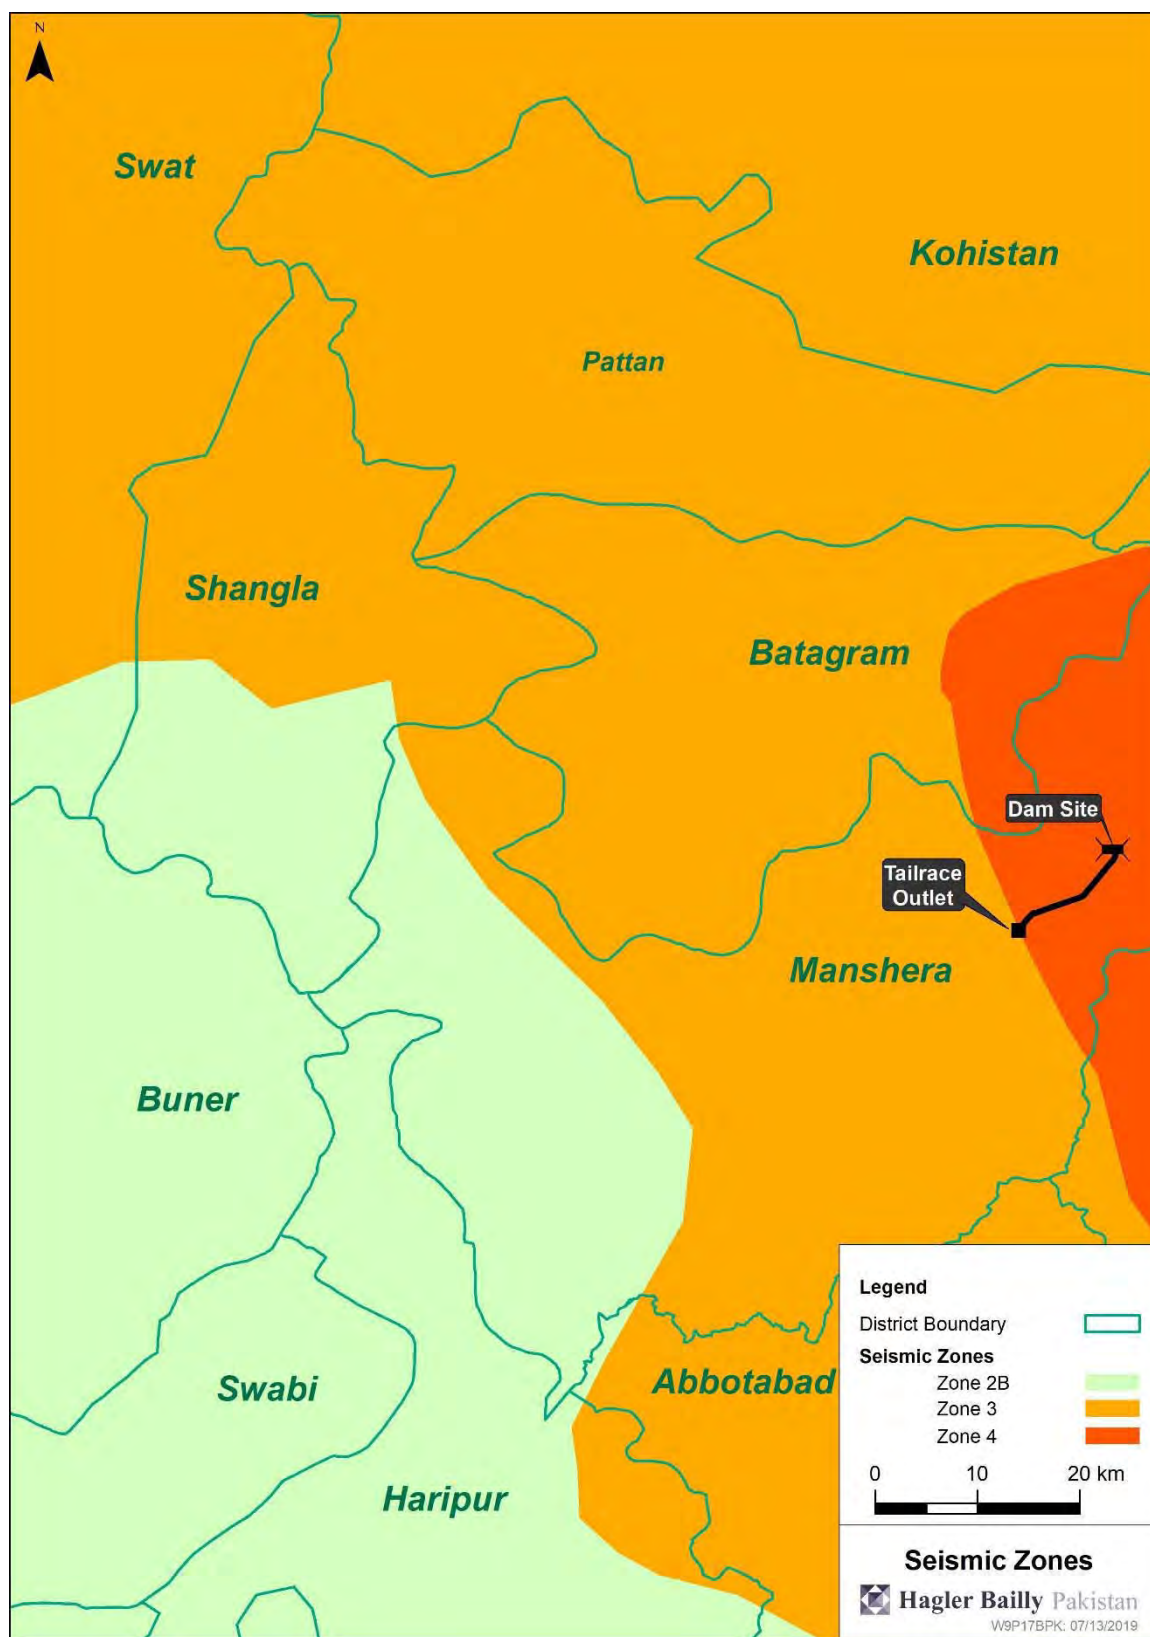 N
Swat
Kohistan
Pattan
Shangla
Batagram
Dam Site
Tailrace
Outlet
Manshera
Buner
Swabi
Abbotabad
Haripur
Legend
District Boundary
Seismic Zones
Zone 2B
Zone 3
Zone 4
0 10 20 km
Seismic Zones
Hagler Bailly Pakistan
W9P17BPK: 07/13/2019